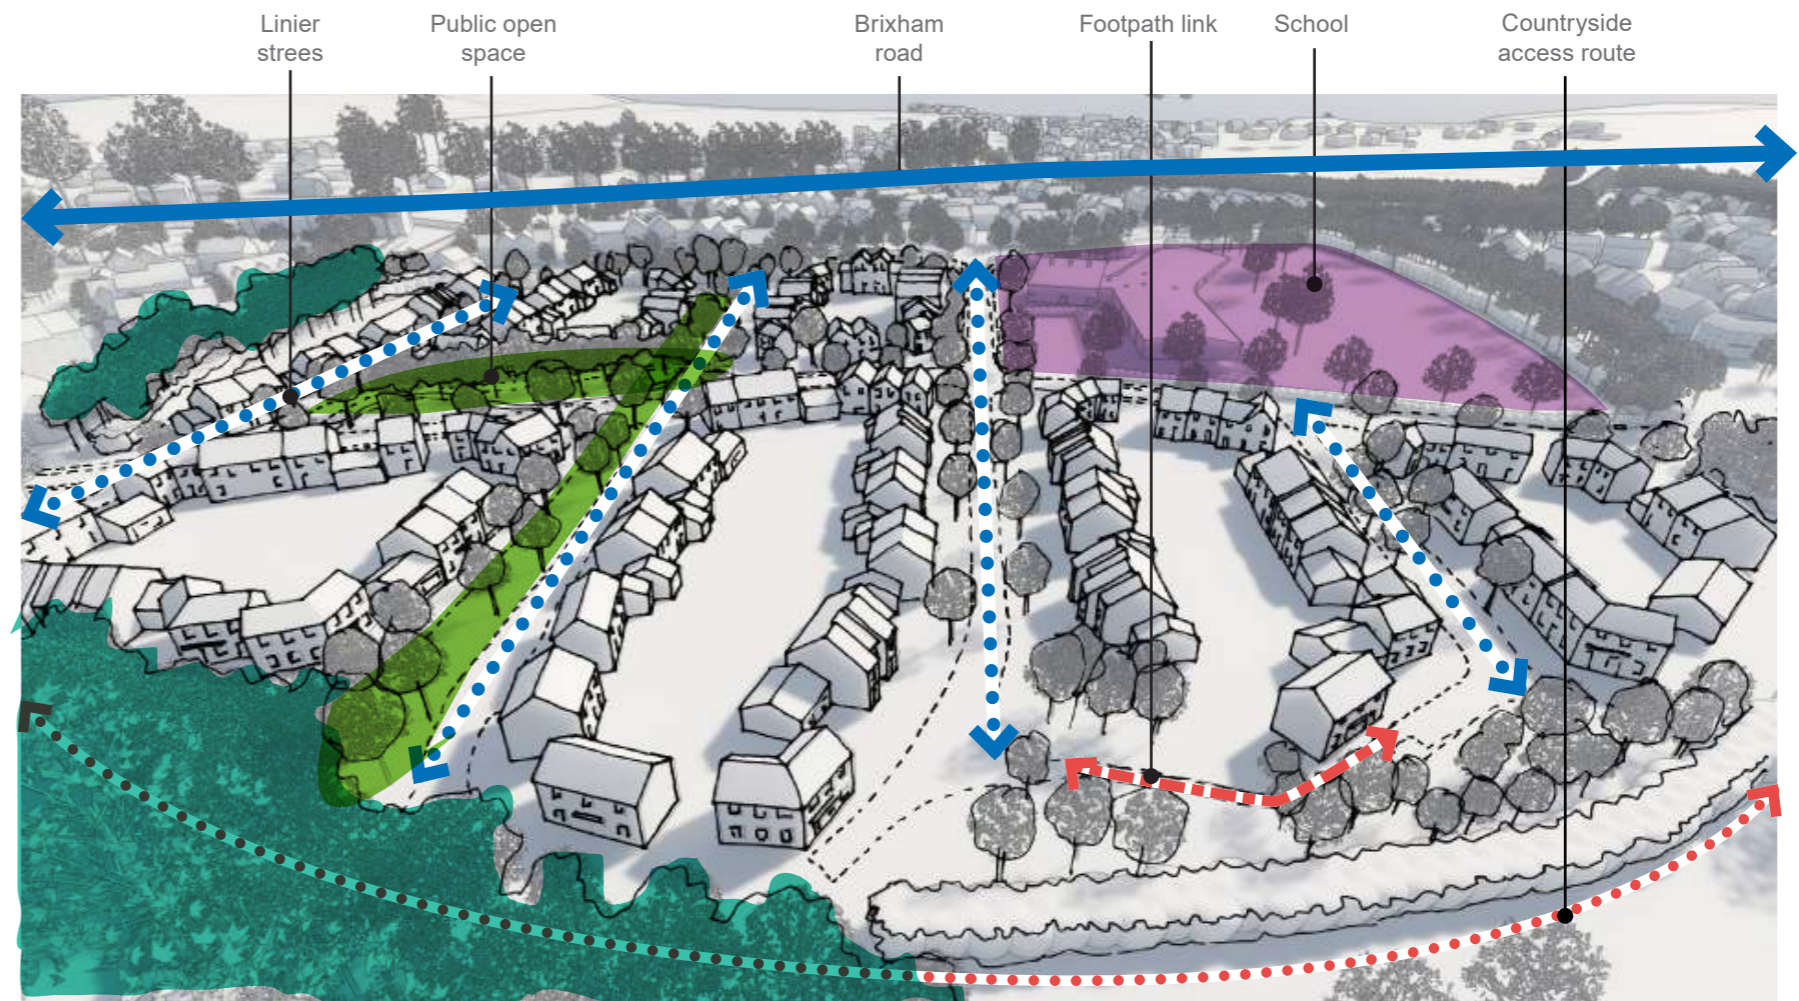 Linier
strees
Public open
space
Brixham
road
Footpath link
School
Countryside
access route